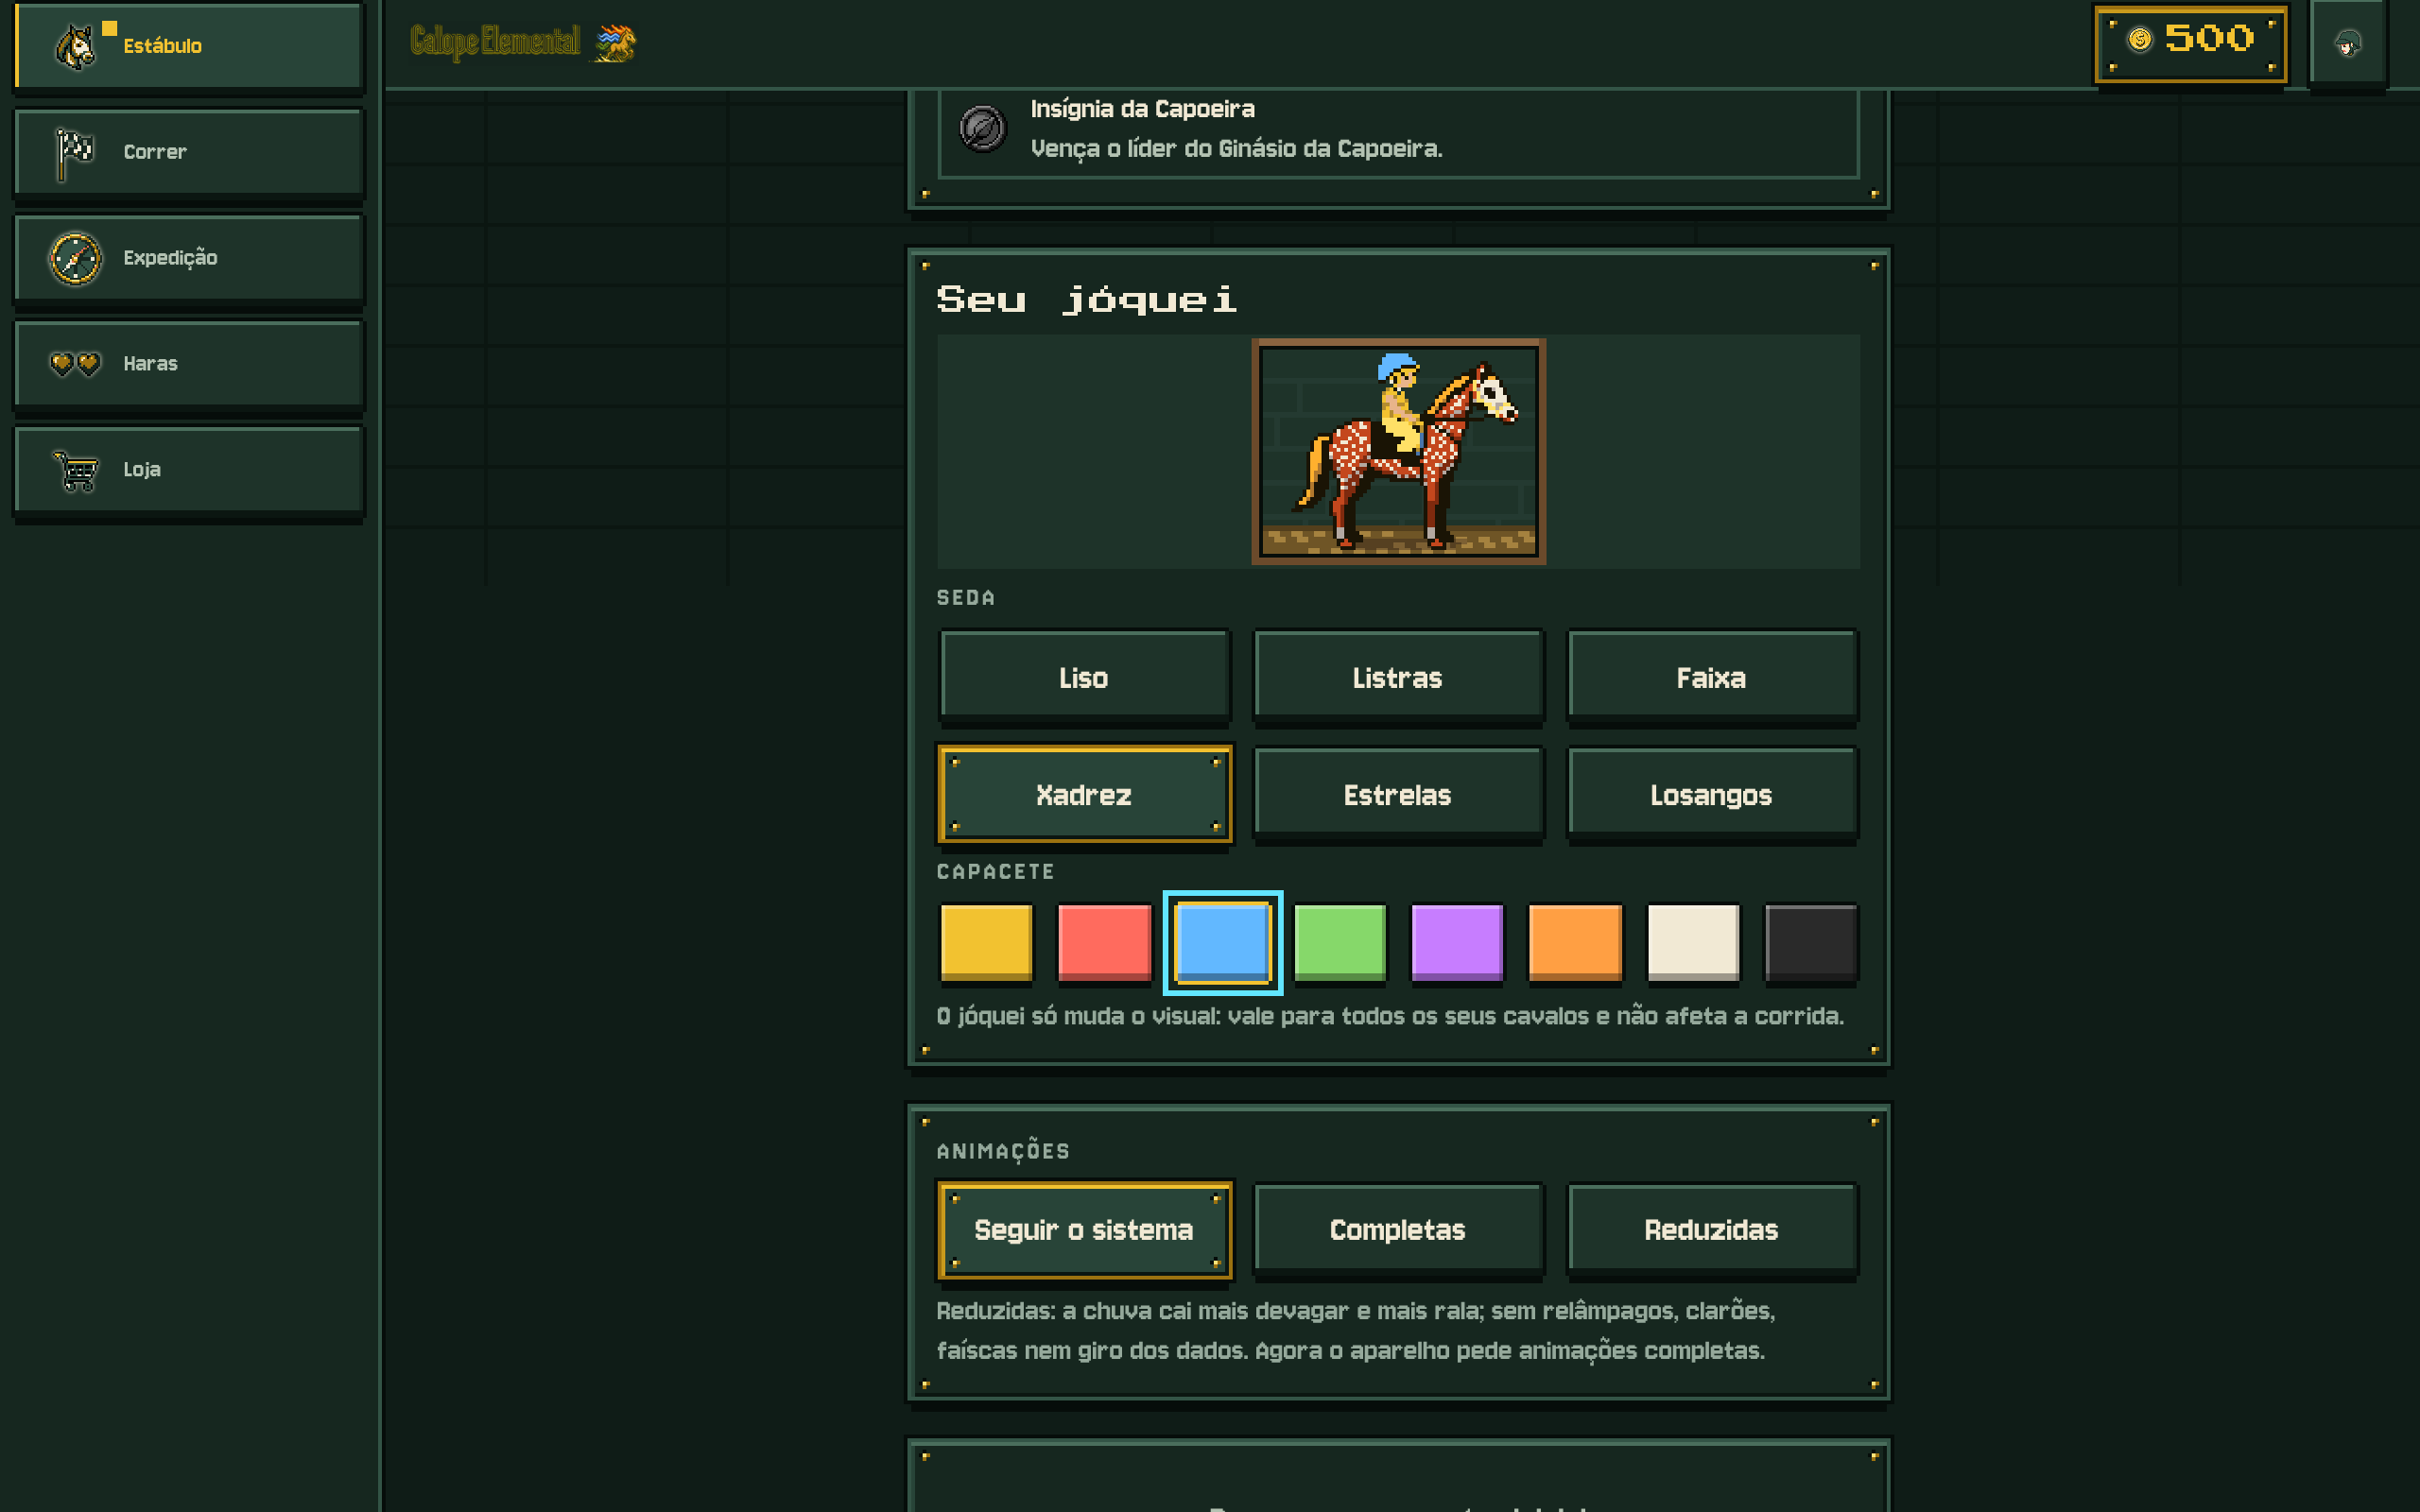 Estábulo
Galope Elemental
500
Correr
Expedição
Haras
Loja
Insígnia da Capoeira
Vença o líder do Ginásio da Capoeira.
Seu jóquei
SEDA
Liso
Listras
Faixa
Xadrez
Estrelas
Losangos
CAPACETE
O jóquei só muda o visual: vale para todos os seus cavalos e não afeta a corrida.
ANIMAÇÕES
Seguir o sistema
Completas
Reduzidas
Reduzidas: a chuva cai mais devagar e mais rala; sem relâmpagos, clarões,
faíscas nem giro dos dados. Agora o aparelho pede animações completas.